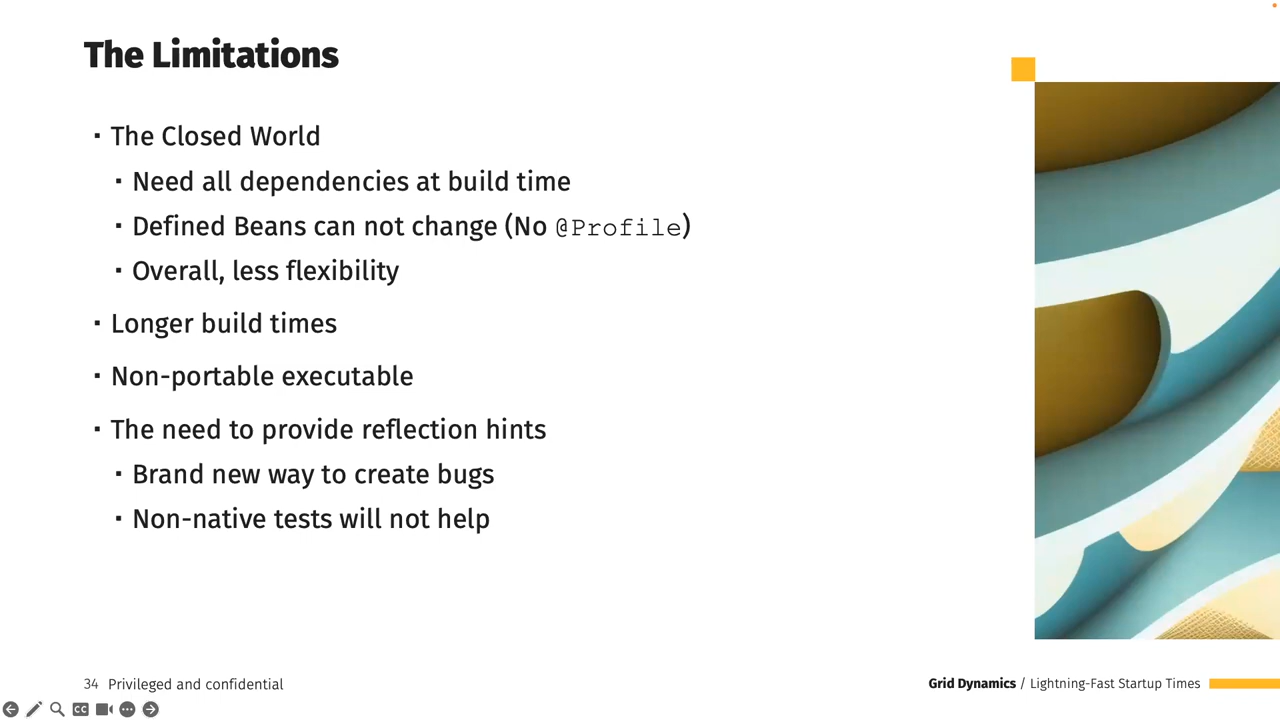 The Limitations
▪ The Closed World
▪ Need all dependencies at build time
▪ Defined Beans can not change (No @Profile)
▪ Overall, less flexibility
▪ Longer build times
▪ Non-portable executable
▪ The need to provide reflection hints
▪ Brand new way to create bugs
▪ Non-native tests will not help
34 Privileged and confidential
Grid Dynamics / Lightning-Fast Startup Times
CC